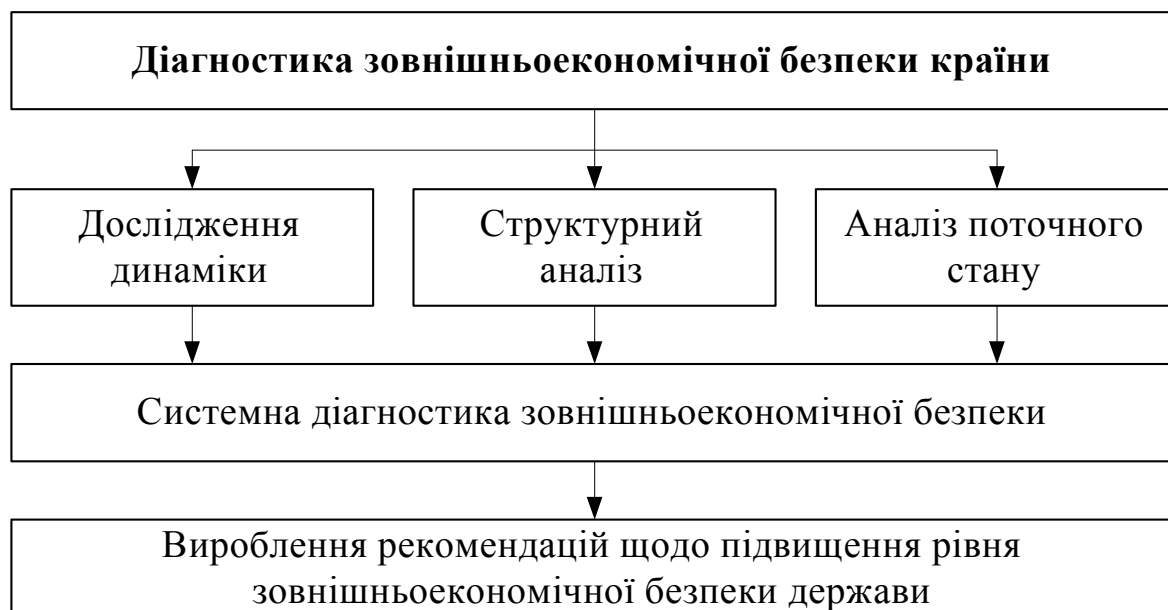 Діагностика зовнішньоекономічної безпеки країни
Дослідження
динаміки
Структурний
аналіз
Аналіз поточного
стану
Системна діагностика зовнішньоекономічної безпеки
Вироблення рекомендацій щодо підвищення рівня
зовнішньоекономічної безпеки держави